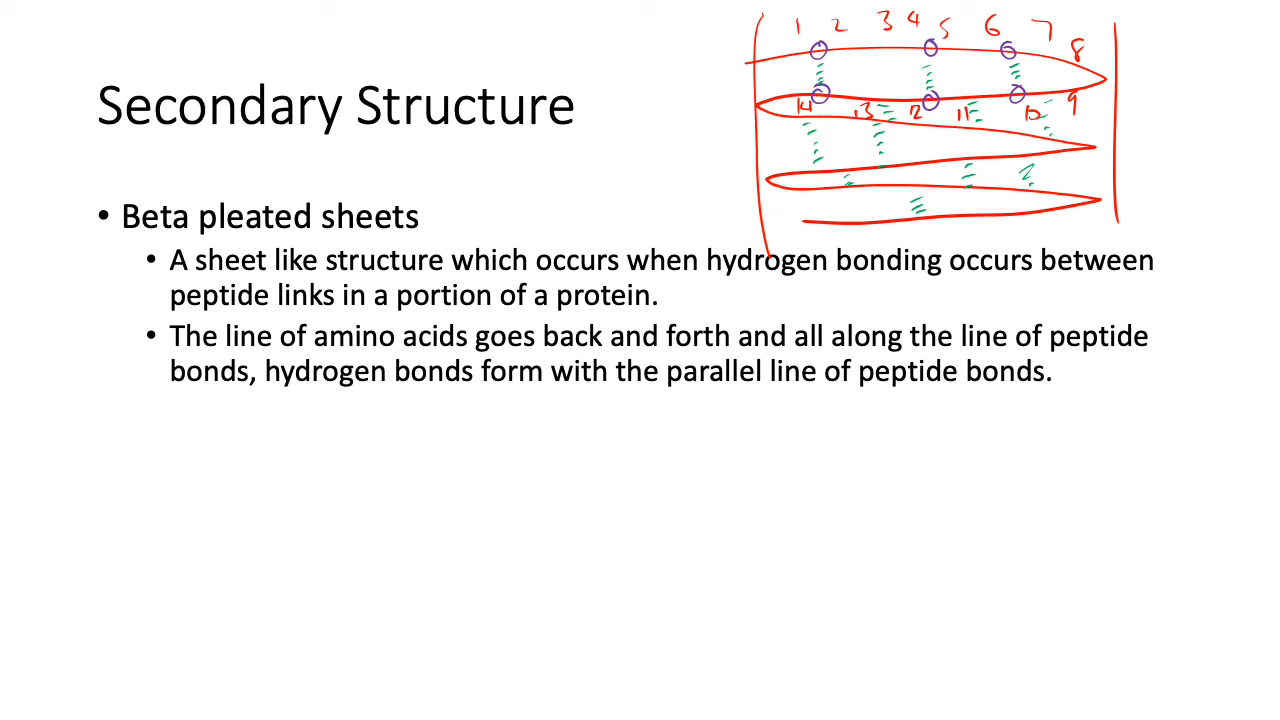 1 2 3 4 5 6 7 8
Secondary Structure
14 13 12 11 10 9
• Beta pleated sheets
• A sheet like structure which occurs when hydrogen bonding occurs between
peptide links in a portion of a protein.
• The line of amino acids goes back and forth and all along the line of peptide
bonds, hydrogen bonds form with the parallel line of peptide bonds.